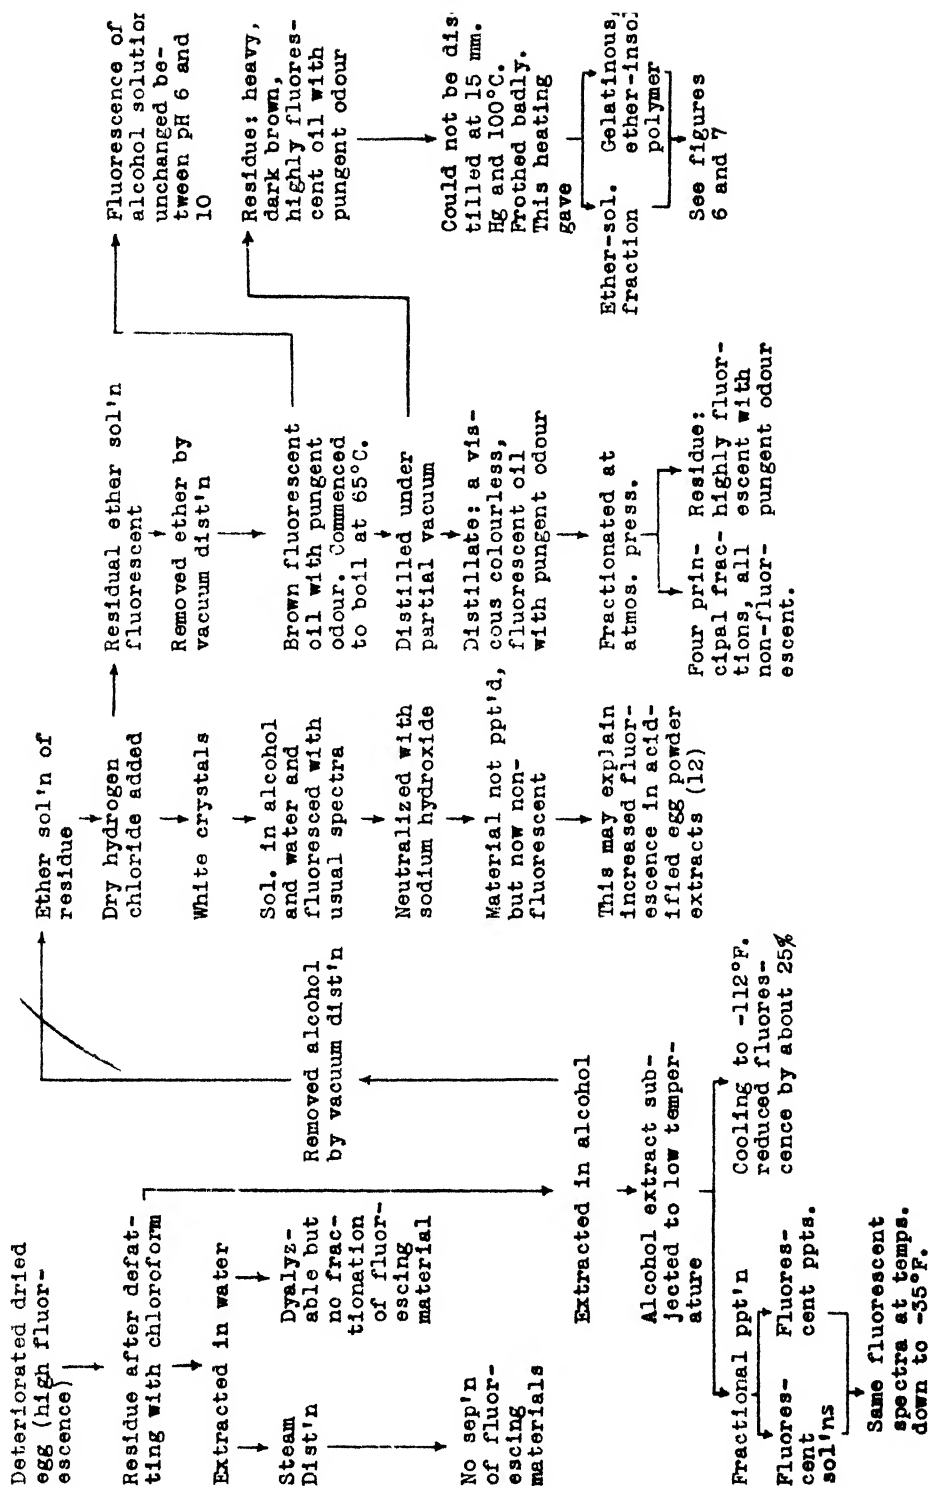 Deteriorated dried
egg (high fluor-
escence)
Residue after defat-
ting with chloroform
Extracted in water
Steam
Dist'n
No sep'n
of fluor-
escing
materials
Dyalyz-
able but
no frac-
tionation
of fluor-
escing
material
Extracted in alcohol
Alcohol extract sub-
jected to low temper-
ature
Fractional ppt'n
Fluores-
cent
sol'ns
Fluores-
cent ppts.
Same fluorescent
spectra at temps.
down to -35°F.
Cooling to -112°F.
reduced fluores-
cence by about 25%
Removed alcohol
by vacuum dist'n
Ether sol'n of
residue
Dry hydrogen
chloride added
White crystals
Sol. in alcohol
and water and
fluoresced with
usual spectra
Neutralized with
sodium hydroxide
Material not ppt'd,
but now non-
fluorescent
This may explain
increased fluor-
escence in acid-
ified egg powder
extracts (12)
Residual ether sol'n
fluorescent
Removed ether by
vacuum dist'n
Brown fluorescent
oil with pungent
odour. Commenced
to boil at 65°C.
Distilled under
partial vacuum
Distillate: a vis-
cous colourless,
fluorescent oil
with pungent odour
Fractionated at
atmos. press.
Four prin-
cipal frac-
tions, all
non-fluor-
escent.
Residue:
highly fluor-
escent with
pungent odour
Fluorescence of
alcohol solution
unchanged be-
tween pH 6 and
10
Residue: heavy,
dark brown,
highly fluores-
cent oil with
pungent odour
Could not be dis
tilled at 15 mm.
Hg and 100°C.
Frothed badly.
This heating
gave
Ether-sol.
fraction
Gelatinous,
ether-insol
polymer
See figures
6 and 7